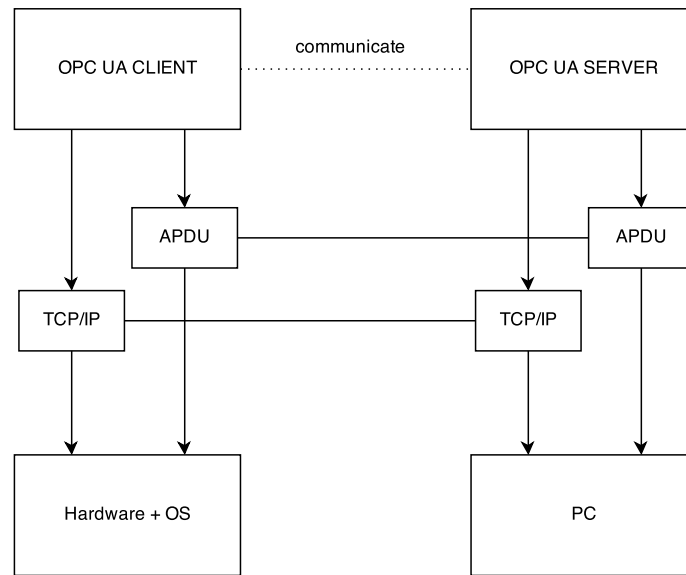 communicate
OPC UA CLIENT
OPC UA SERVER
APDU
APDU
TCP/IP
TCP/IP
Hardware + OS
PC